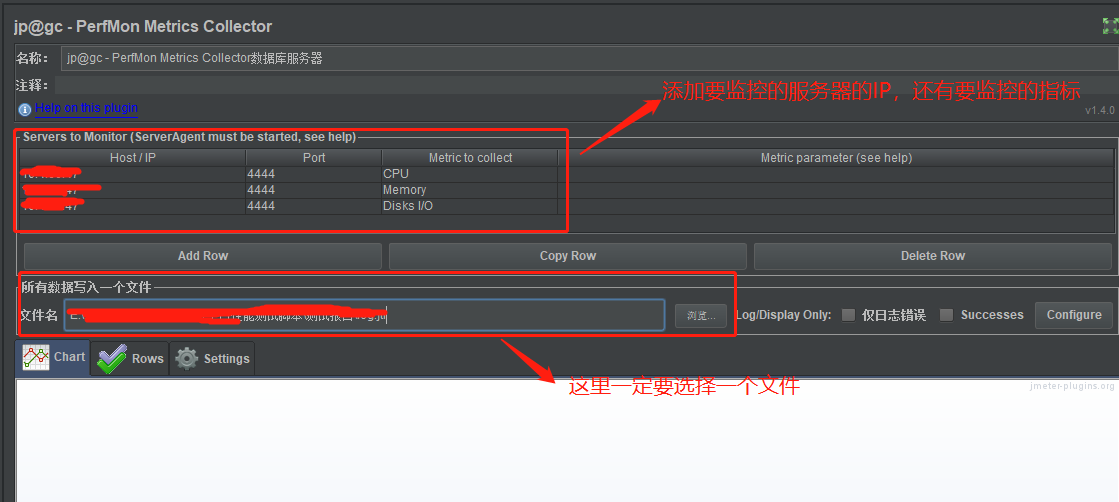 jp@gc - PerfMon Metrics Collector
名称： jp@gc - PerfMon Metrics Collector数据库服务器
注释：
添加要监控的服务器的IP，还有要监控的指标
Help on this plugin
v1.4.0
Servers to Monitor (ServerAgent must be started, see help)
Host / IP Port Metric to collect Metric parameter (see help)
4444 CPU
47 4444 Memory
47 4444 Disks I/O
Add Row Copy Row Delete Row
所有数据写入一个文件
文件名 浏览... Log/Display Only: 仅日志错误 Successes Configure
Chart Rows Settings
这里一定要选择一个文件
jmeter-plugins.org